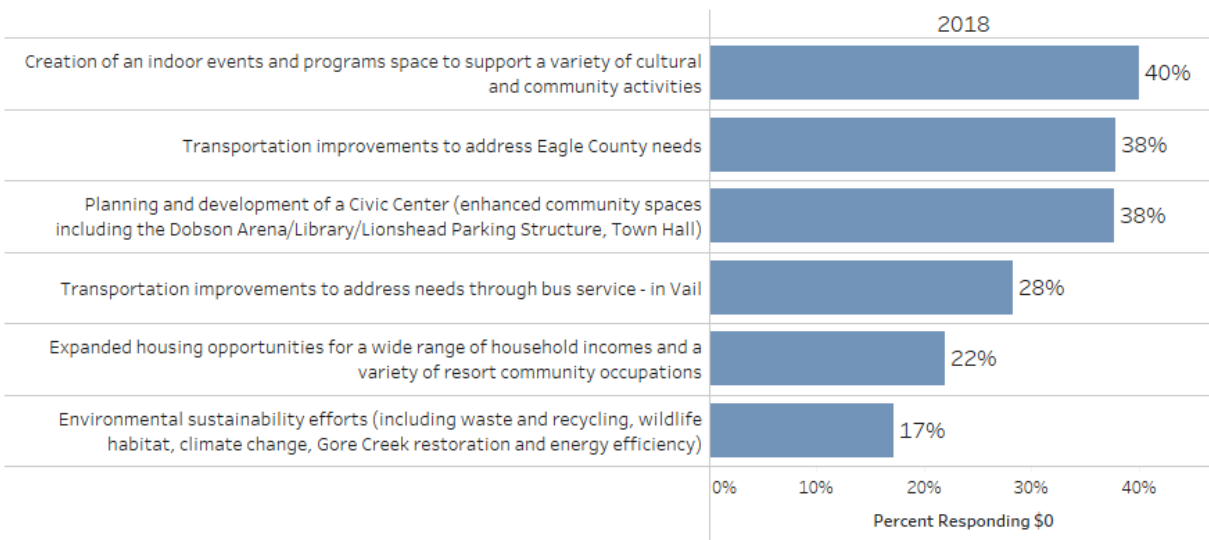 2018
Creation of an indoor events and programs space to support a variety of cultural
and community activities
40%
Transportation improvements to address Eagle County needs
38%
Planning and development of a Civic Center (enhanced community spaces
including the Dobson Arena/Library/Lionshead Parking Structure, Town Hall)
38%
Transportation improvements to address needs through bus service - in Vail
28%
Expanded housing opportunities for a wide range of household incomes and a
variety of resort community occupations
22%
Environmental sustainability efforts (including waste and recycling, wildlife
habitat, climate change, Gore Creek restoration and energy efficiency)
17%
0% 10% 20% 30% 40%
Percent Responding $0